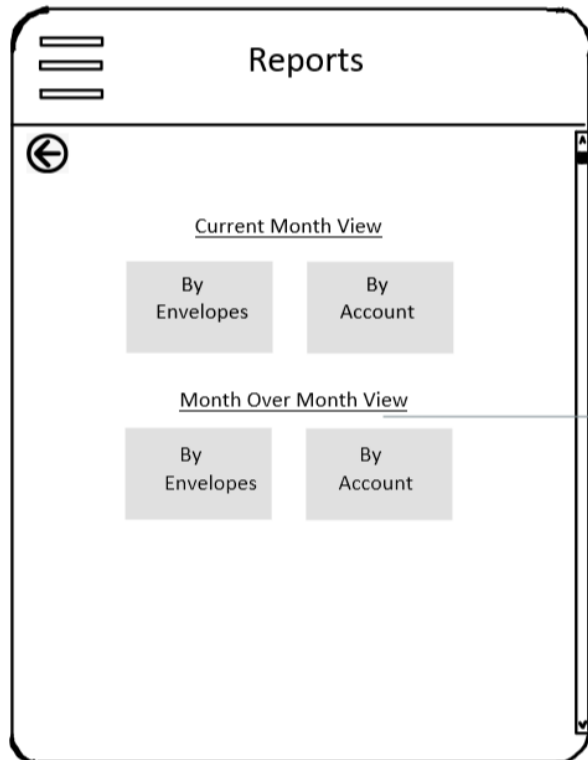 Reports
Current Month View
By
Envelopes
By
Account
Month Over Month View
By
Envelopes
By
Account